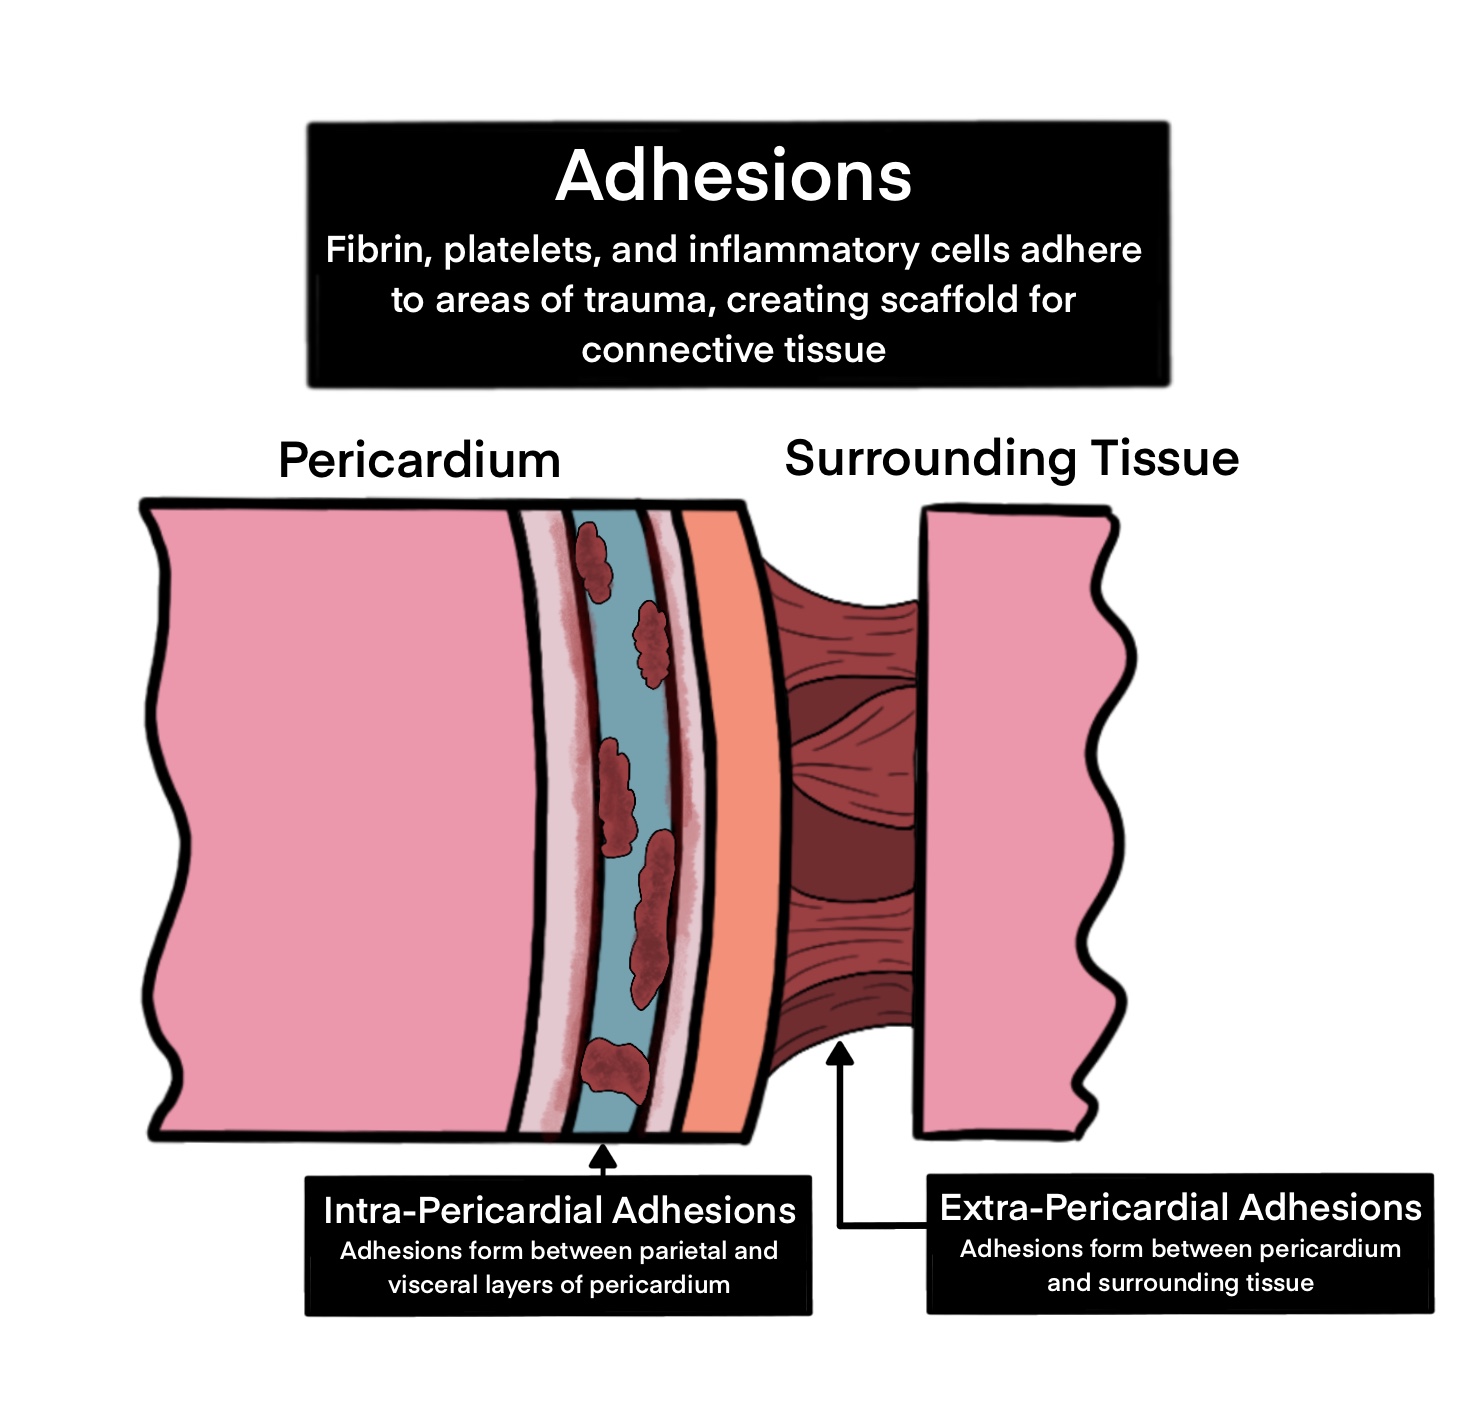 Adhesions
Fibrin, platelets, and inflammatory cells adhere
to areas of trauma, creating scaffold for
connective tissue
Pericardium
Surrounding Tissue
Intra-Pericardial Adhesions
Adhesions form between parietal and
visceral layers of pericardium
Extra-Pericardial Adhesions
Adhesions form between pericardium
and surrounding tissue